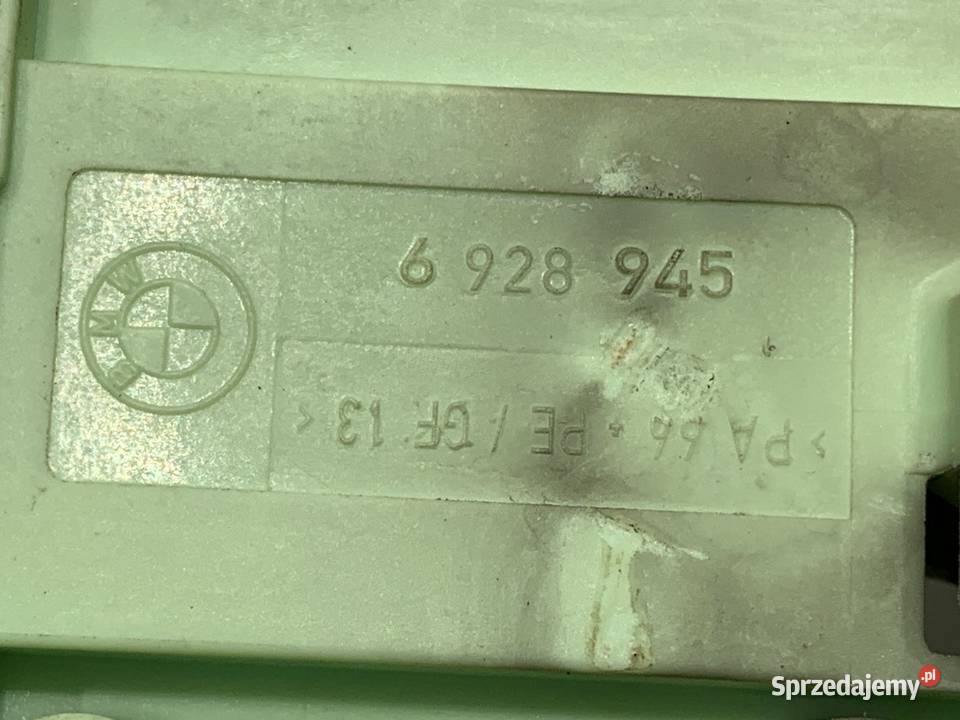 BMW
6 928 945
>PA 66 + PE / GF 13<
Sprzedajemy.pl